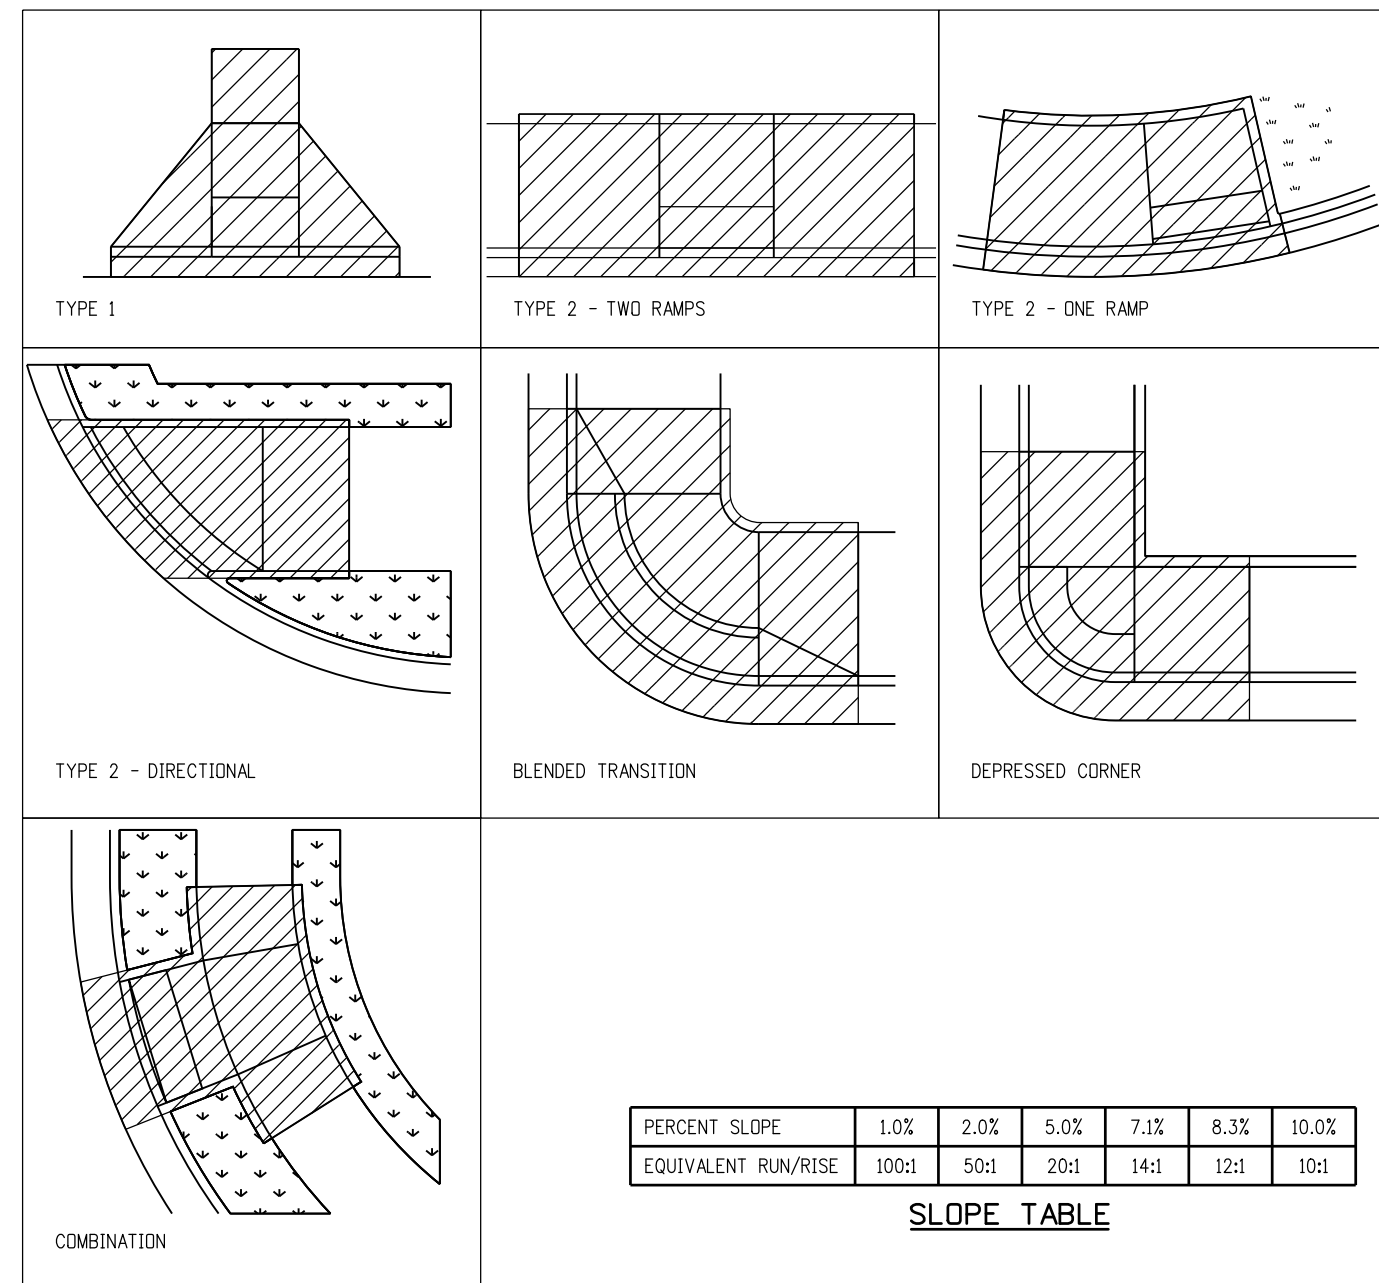 TYPE 1
TYPE 2 - TWO RAMPS
TYPE 2 - ONE RAMP
TYPE 2 - DIRECTIONAL
BLENDED TRANSITION
DEPRESSED CORNER
COMBINATION
PERCENT SLOPE 1.0% 2.0% 5.0% 7.1% 8.3% 10.0%
EQUIVALENT RUN/RISE 100:1 50:1 20:1 14:1 12:1 10:1
SLOPE TABLE